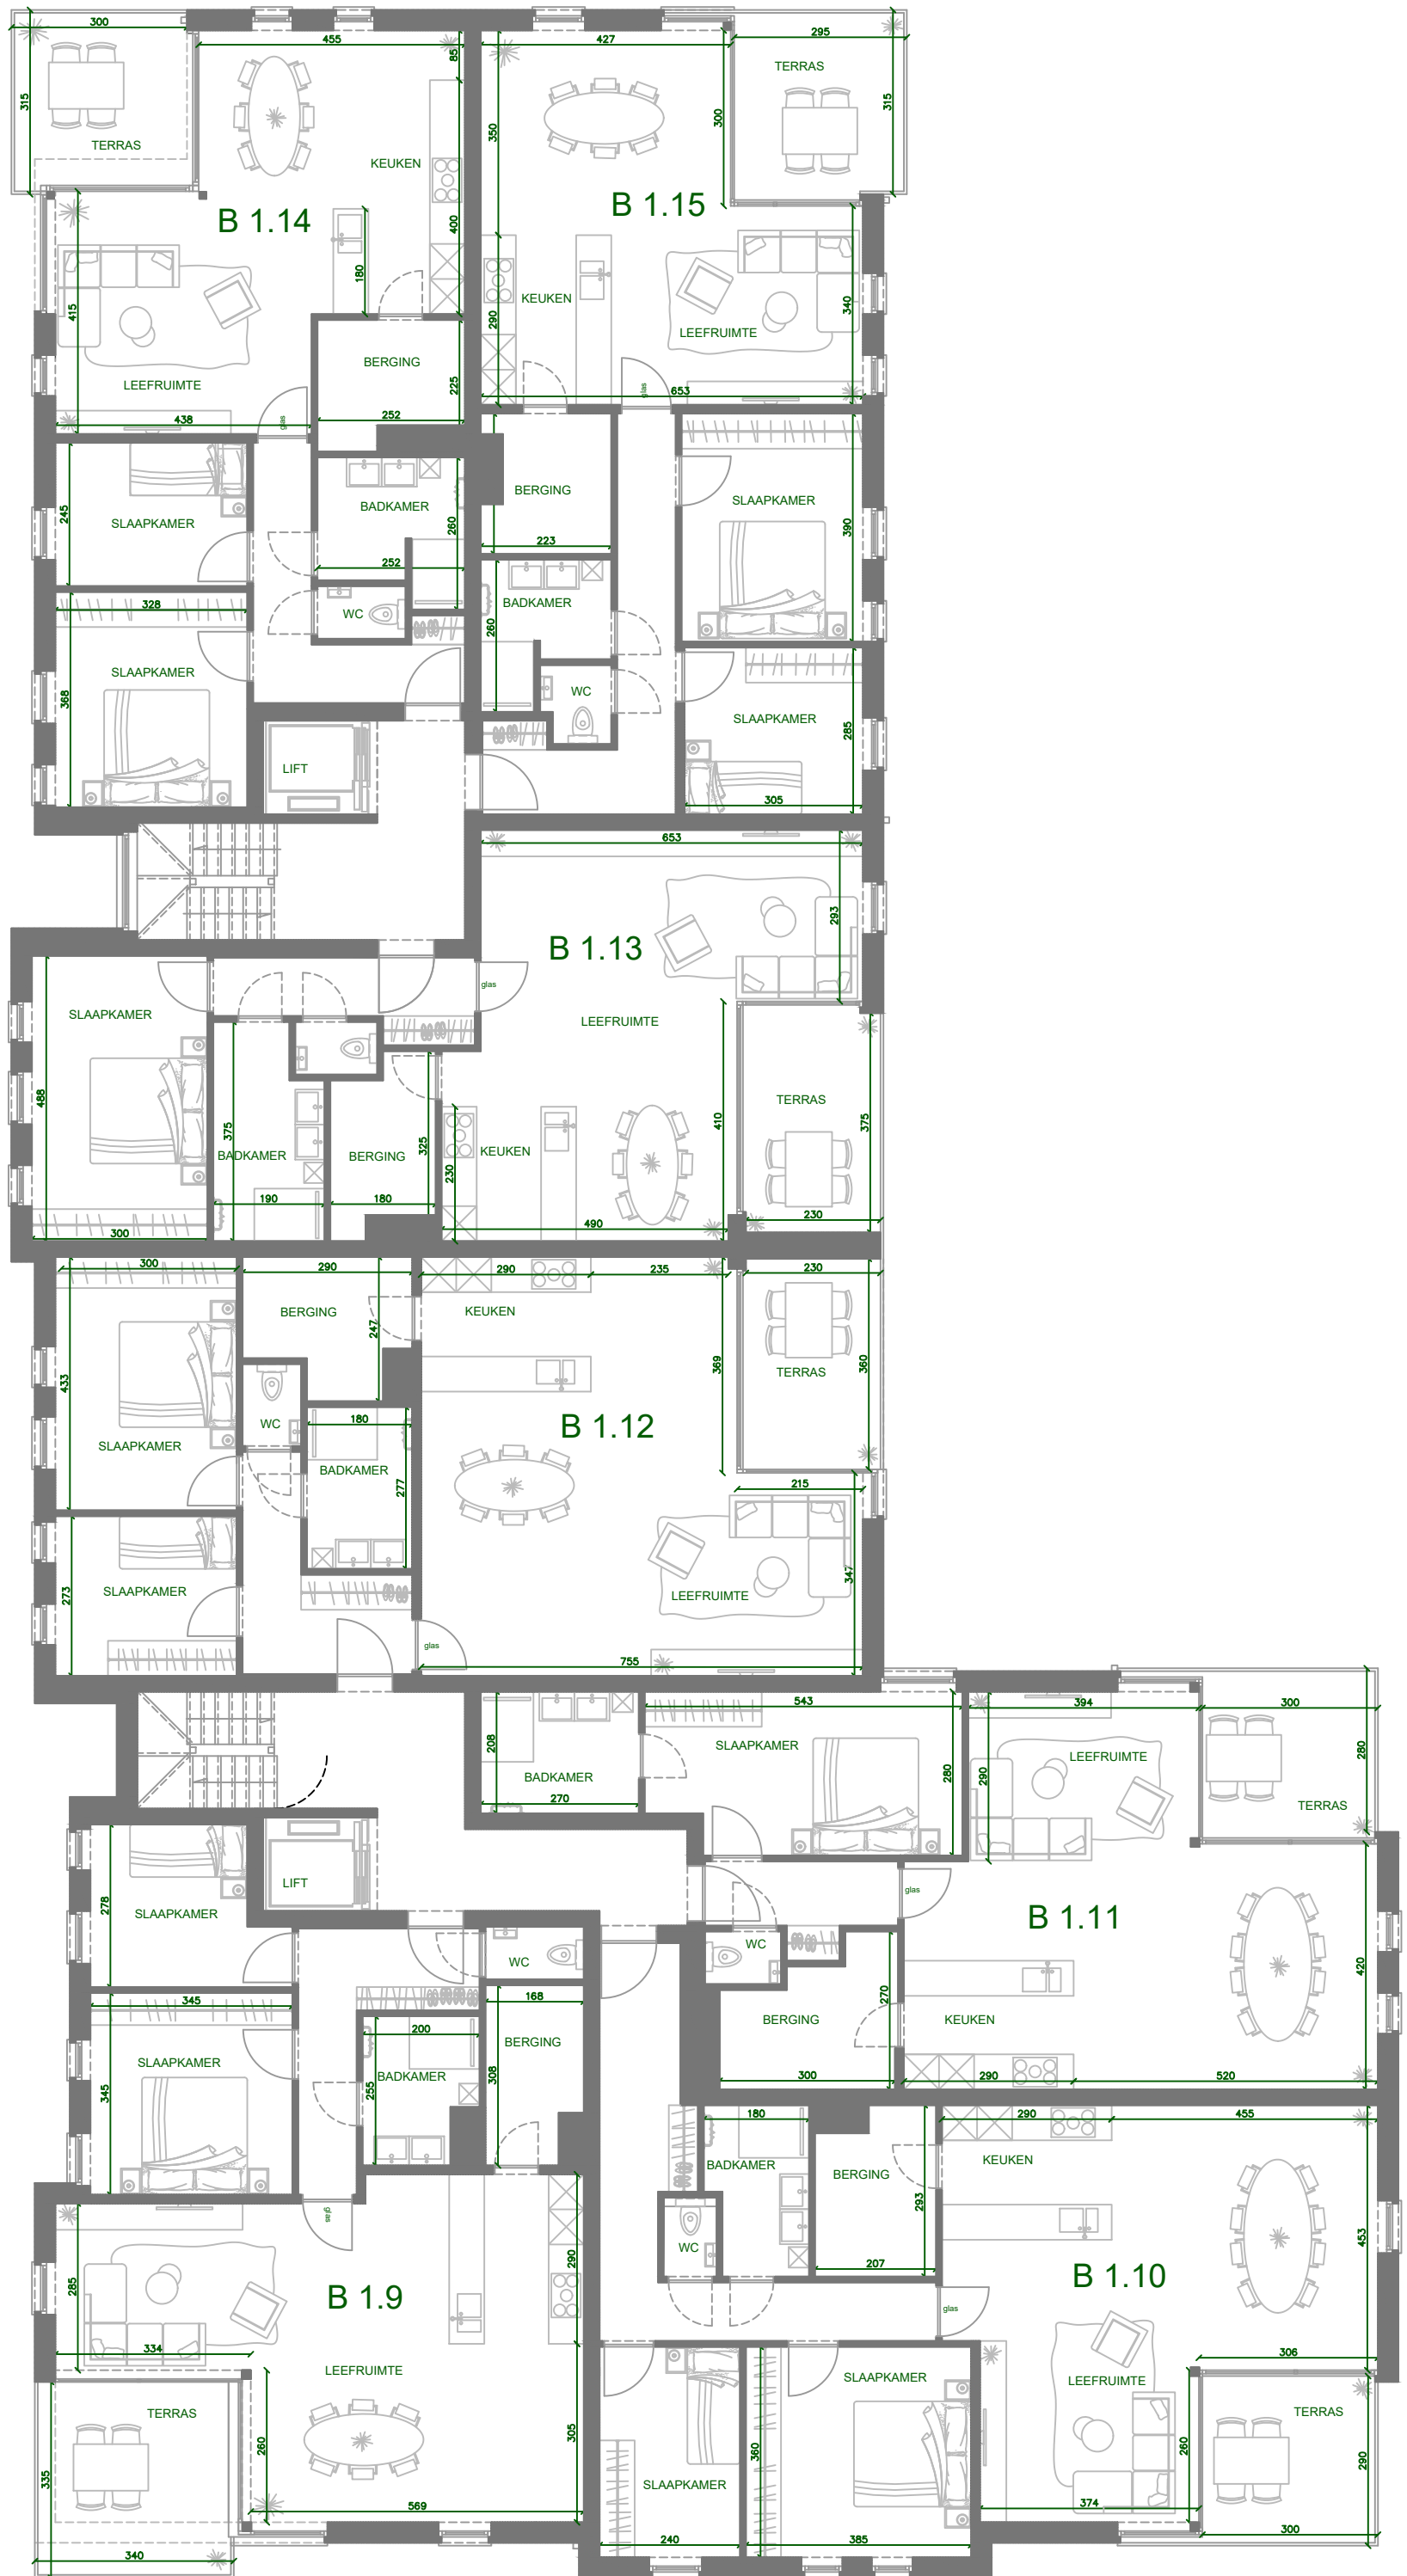 300
455
85
427
295
TERRAS
315
315
350
300
TERRAS
KEUKEN
400
B 1.14
B 1.15
180
415
KEUKEN
290
340
LEEFRUIMTE
BERGING
225
LEEFRUIMTE
653
glas
438
glas
252
245
SLAAPKAMER
BADKAMER
260
252
BERGING
223
SLAAPKAMER
390
328
WC
BADKAMER
260
SLAAPKAMER
368
WC
SLAAPKAMER
285
LIFT
305
653
293
B 1.13
glas
SLAAPKAMER
LEEFRUIMTE
488
375
BADKAMER
BERGING
325
KEUKEN
230
410
TERRAS
375
190
180
490
230
300
300
290
290
235
230
BERGING
247
KEUKEN
369
TERRAS
360
433
SLAAPKAMER
WC
180
BADKAMER
277
B 1.12
215
273
SLAAPKAMER
LEEFRUIMTE
347
glas
755
543
394
300
208
SLAAPKAMER
LEEFRUIMTE
280
BADKAMER
280
290
270
TERRAS
LIFT
glas
278
SLAAPKAMER
B 1.11
WC
WC
420
345
168
270
200
BERGING
BERGING
KEUKEN
SLAAPKAMER
345
BADKAMER
255
308
300
290
520
180
290
455
BADKAMER
BERGING
KEUKEN
293
453
glas
WC
207
285
290
B 1.9
B 1.10
glas
334
LEEFRUIMTE
306
SLAAPKAMER
LEEFRUIMTE
TERRAS
260
305
360
260
TERRAS
290
335
SLAAPKAMER
569
374
300
340
240
385